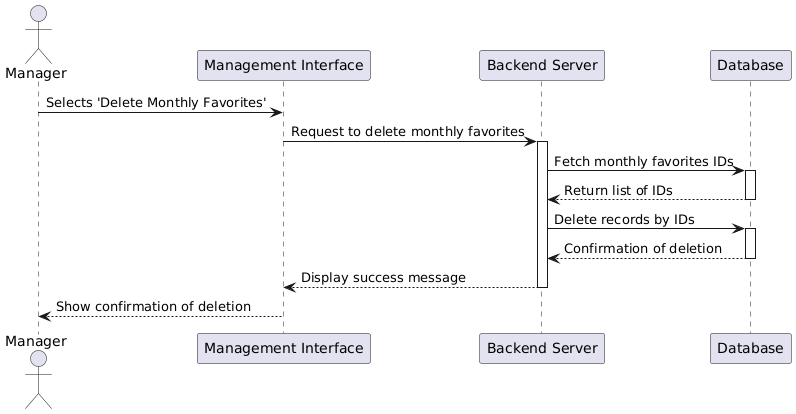 Manager
Management Interface
Backend Server
Database
Selects 'Delete Monthly Favorites'
Request to delete monthly favorites
Fetch monthly favorites IDs
Return list of IDs
Delete records by IDs
Confirmation of deletion
Display success message
Show confirmation of deletion
Manager
Management Interface
Backend Server
Database